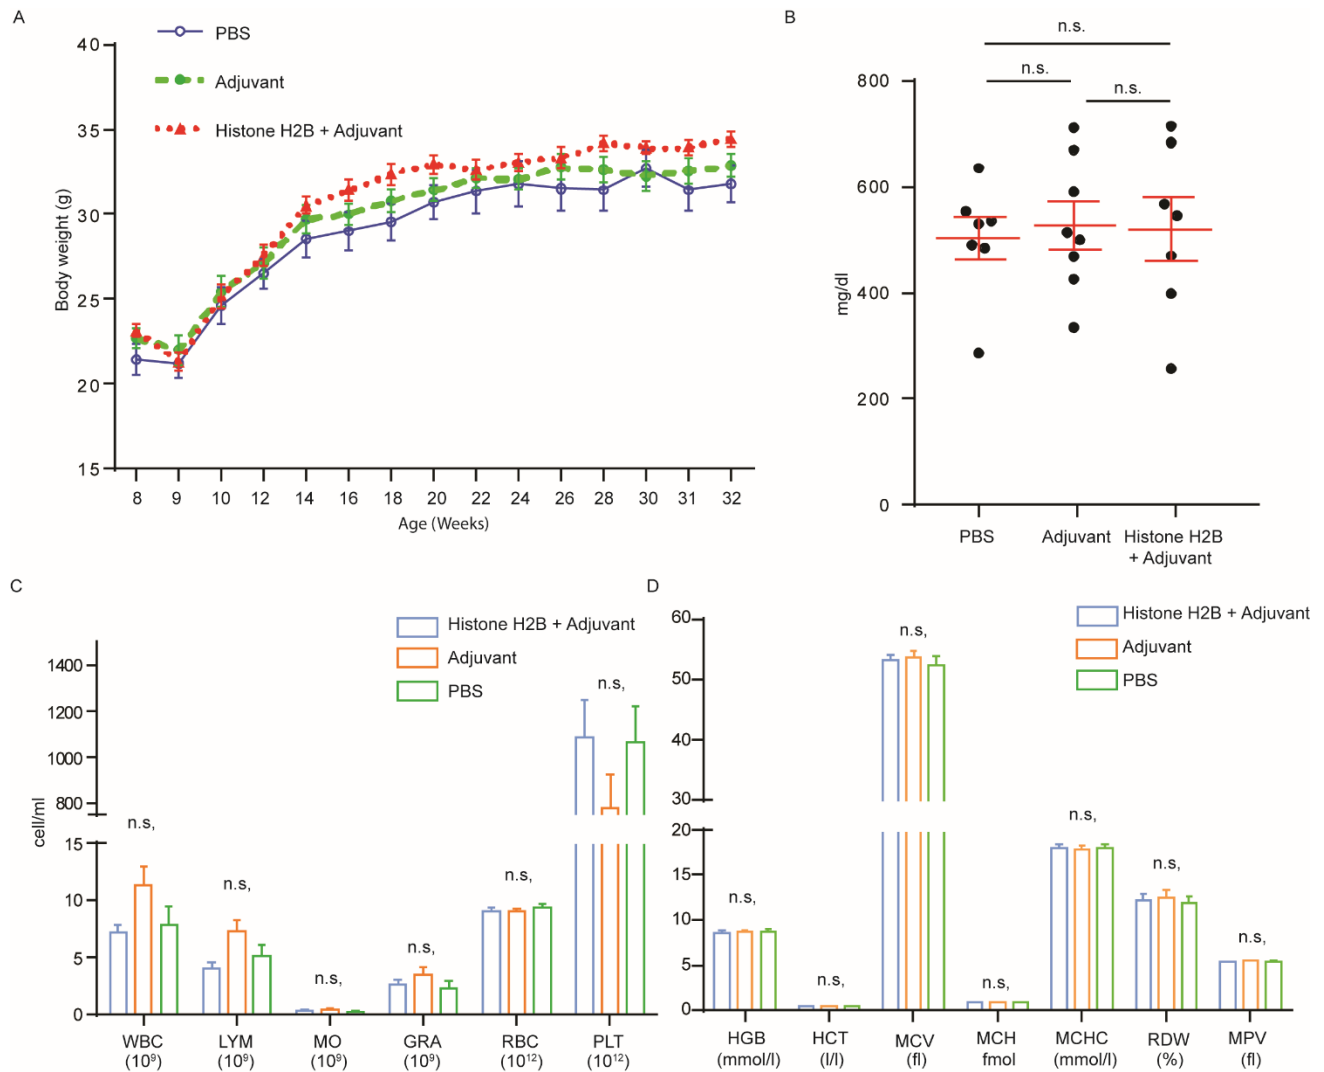 A
PBS
Adjuvant
Histone H2B + Adjuvant
40
35
30
25
20
15
Body weight (g)
8 9 10 12 14 16 18 20 22 24 26 28 30 31 32
Age (Weeks)
B
n.s.
n.s.
n.s.
800
600
400
200
0
mg/dl
PBS Adjuvant Histone H2B
+ Adjuvant
C
Histone H2B + Adjuvant
Adjuvant
PBS
1400
1200
1000
800
15
10
5
0
cell/ml
n.s,
n.s,
n.s,
n.s,
n.s,
n.s,
WBC LYM MO GRA RBC PLT
(10⁹) (10⁹) (10⁹) (10⁹) (10¹²) (10¹²)
D
Histone H2B + Adjuvant
Adjuvant
PBS
60
50
40
30
20
15
10
5
0
n.s,
n.s,
n.s,
n.s,
n.s,
n.s,
n.s,
HGB HCT MCV MCH MCHC RDW MPV
(mmol/l) (l/l) (fl) fmol (mmol/l) (%) (fl)